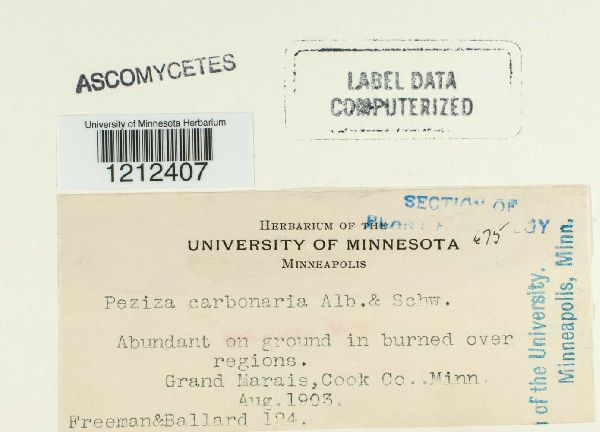 ASCOMYCETES
LABEL DATA
COMPUTERIZED
University of Minnesota Herbarium
1212407
SECTION OF
HERBARIUM OF THE
UNIVERSITY OF MINNESOTA 475
MINNEAPOLIS
Peziza carbonaria Alb.& Schw.
Abundant on ground in burned over
regions.
Grand Marais,Cook Co..Minn.
Aug.1903.
Freeman&Ballard 124.
of the University.
Minneapolis, Minn.